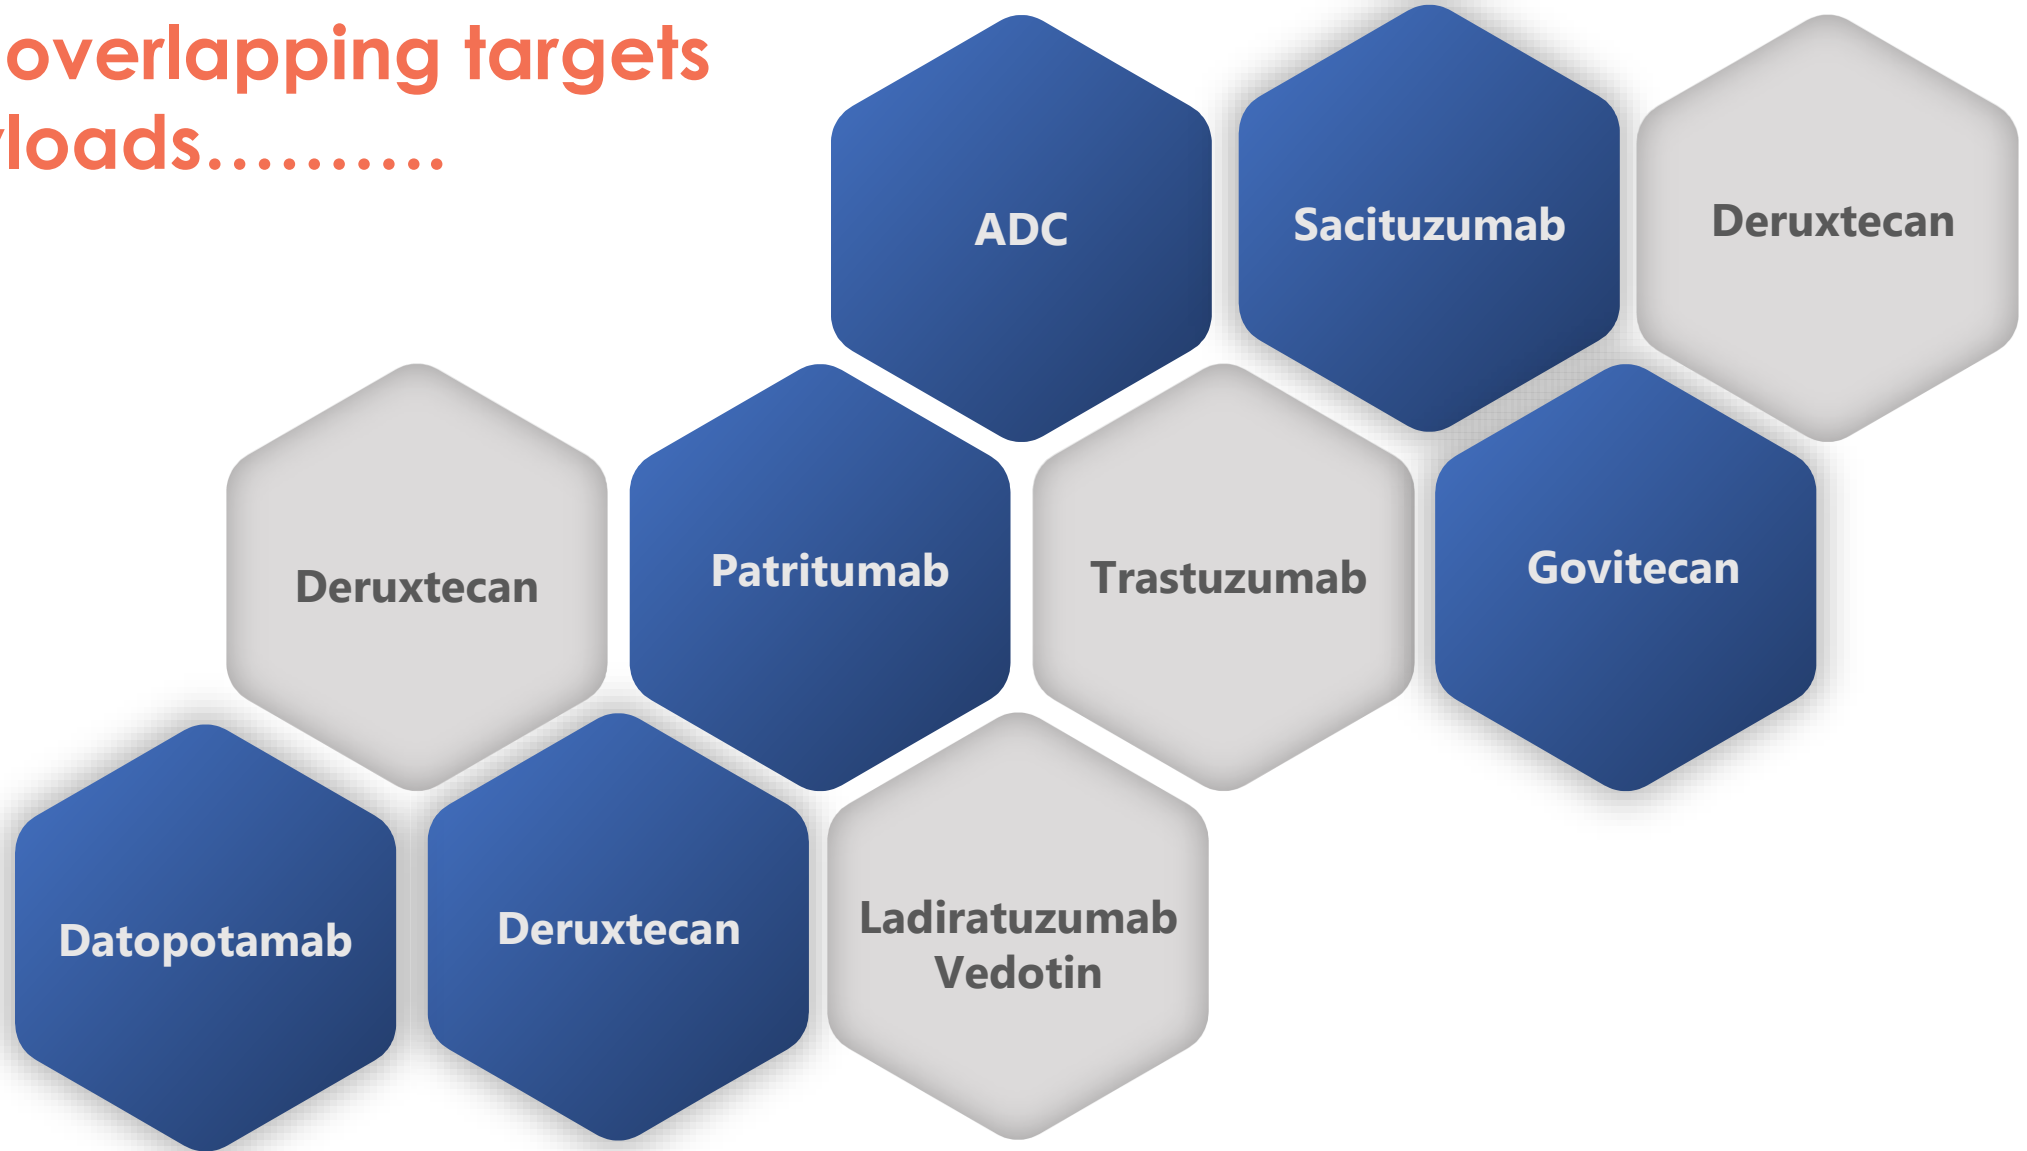 overlapping targets
loads..........
ADC
Sacituzumab
Deruxtecan
Deruxtecan
Patritumab
Trastuzumab
Govitecan
Datopotamab
Deruxtecan
Ladiratuzumab
Vedotin